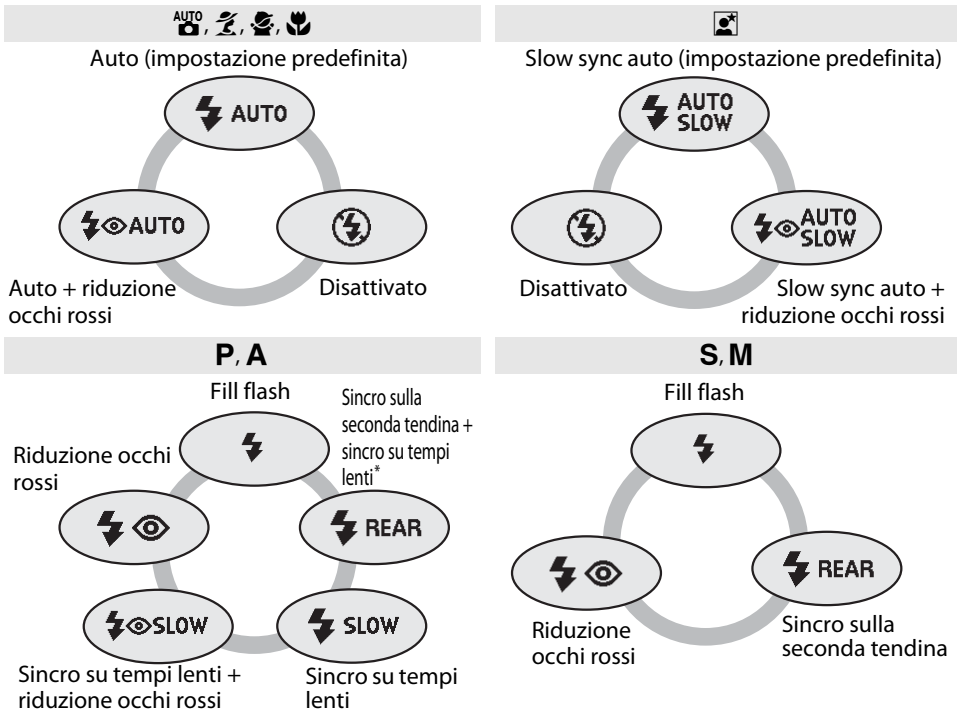 AUTO, , ,
Auto (impostazione predefinita)
AUTO
AUTO
Auto + riduzione
occhi rossi
Disattivato
Slow sync auto (impostazione predefinita)
AUTO
SLOW
Disattivato
AUTO
SLOW
Slow sync auto +
riduzione occhi rossi
P, A
Fill flash
Sincro sulla
seconda tendina +
sincro su tempi
lenti*
Riduzione occhi
rossi
REAR
SLOW
SLOW
Sincro su tempi lenti +
riduzione occhi rossi
Sincro su tempi
lenti
S, M
Fill flash
REAR
Riduzione
occhi rossi
Sincro sulla
seconda tendina